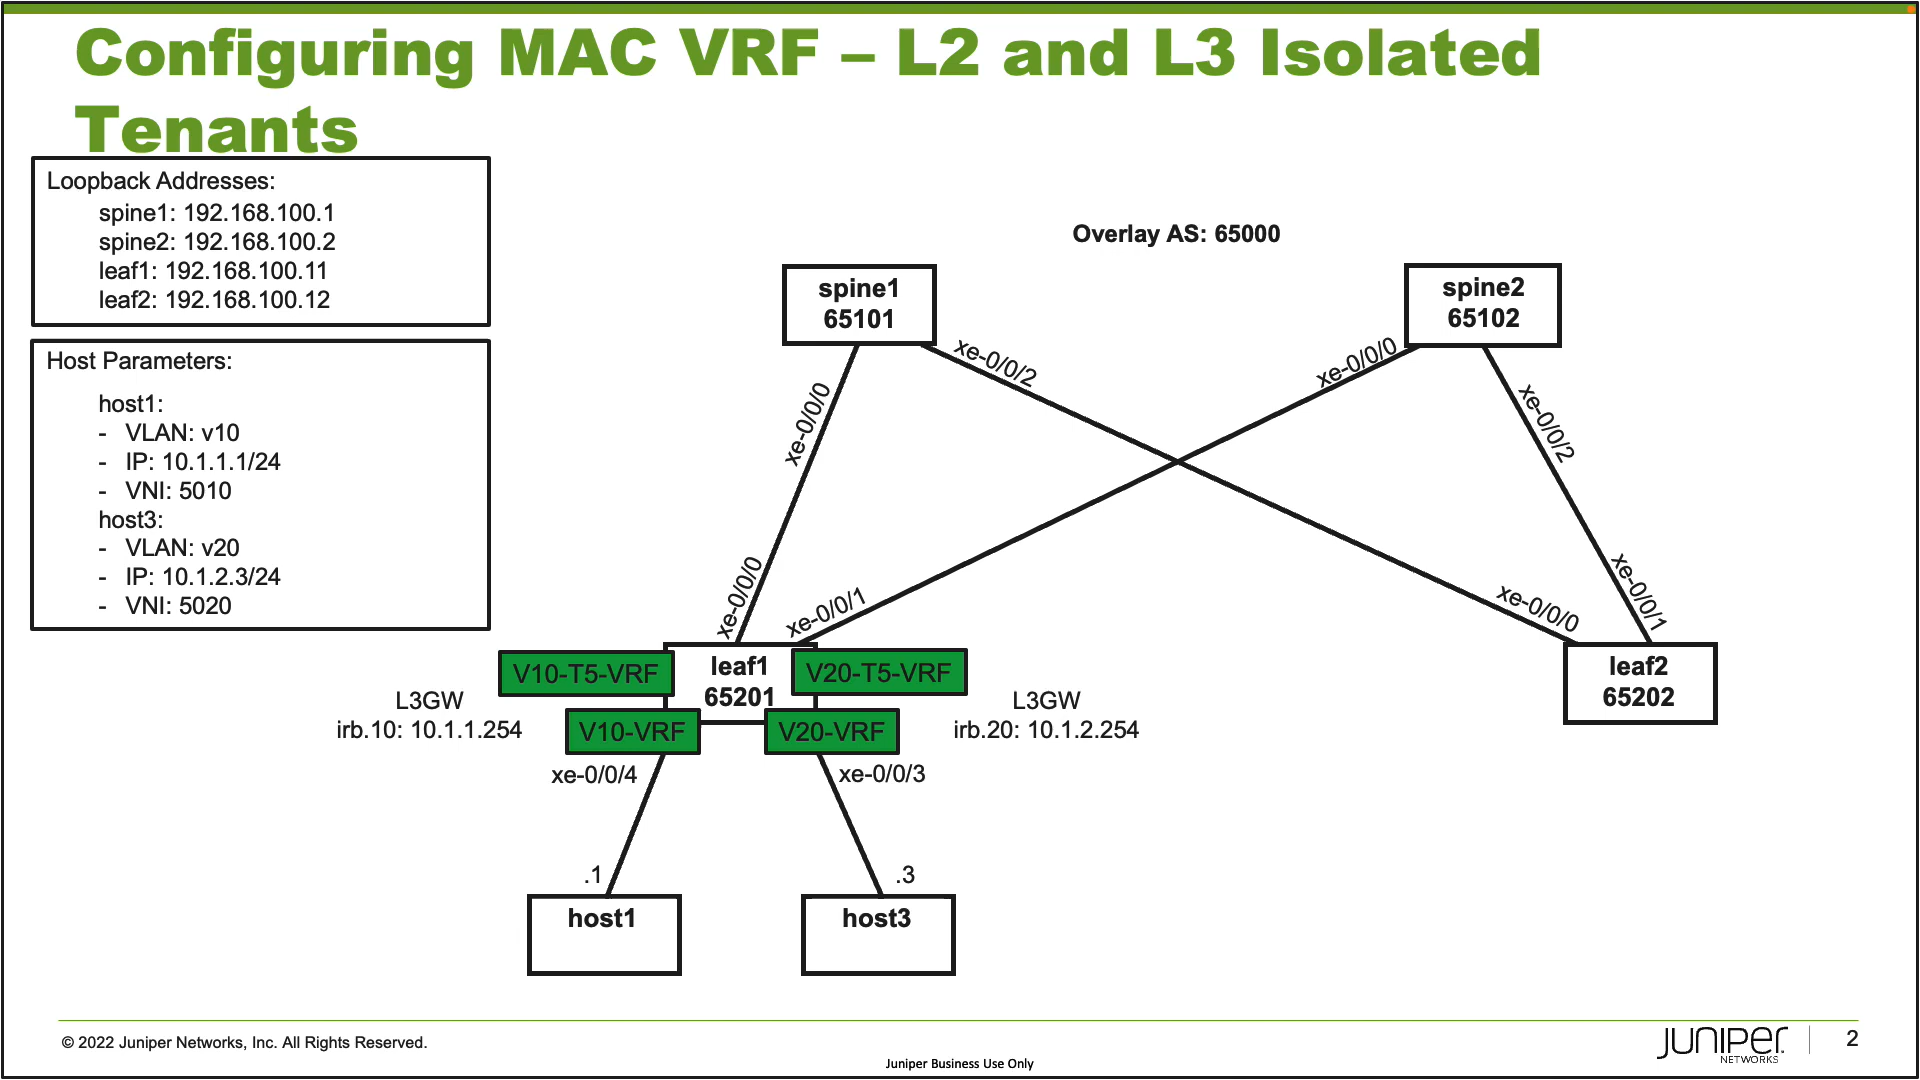 Configuring MAC VRF – L2 and L3 Isolated
Tenants
Loopback Addresses:
spine1: 192.168.100.1
spine2: 192.168.100.2
leaf1: 192.168.100.11
leaf2: 192.168.100.12
Host Parameters:
host1:
- VLAN: v10
- IP: 10.1.1.1/24
- VNI: 5010
host3:
- VLAN: v20
- IP: 10.1.2.3/24
- VNI: 5020
Overlay AS: 65000
spine1
65101
spine2
65102
xe-0/0/0
xe-0/0/2
xe-0/0/0
xe-0/0/2
xe-0/0/0
xe-0/0/1
xe-0/0/0
xe-0/0/1
V10-T5-VRF
leaf1
65201
V20-T5-VRF
leaf2
65202
L3GW
irb.10: 10.1.1.254
V10-VRF
V20-VRF
L3GW
irb.20: 10.1.2.254
xe-0/0/4
xe-0/0/3
.1
.3
host1
host3
© 2022 Juniper Networks, Inc. All Rights Reserved.
Juniper Business Use Only
JUNIPER
NETWORKS
2